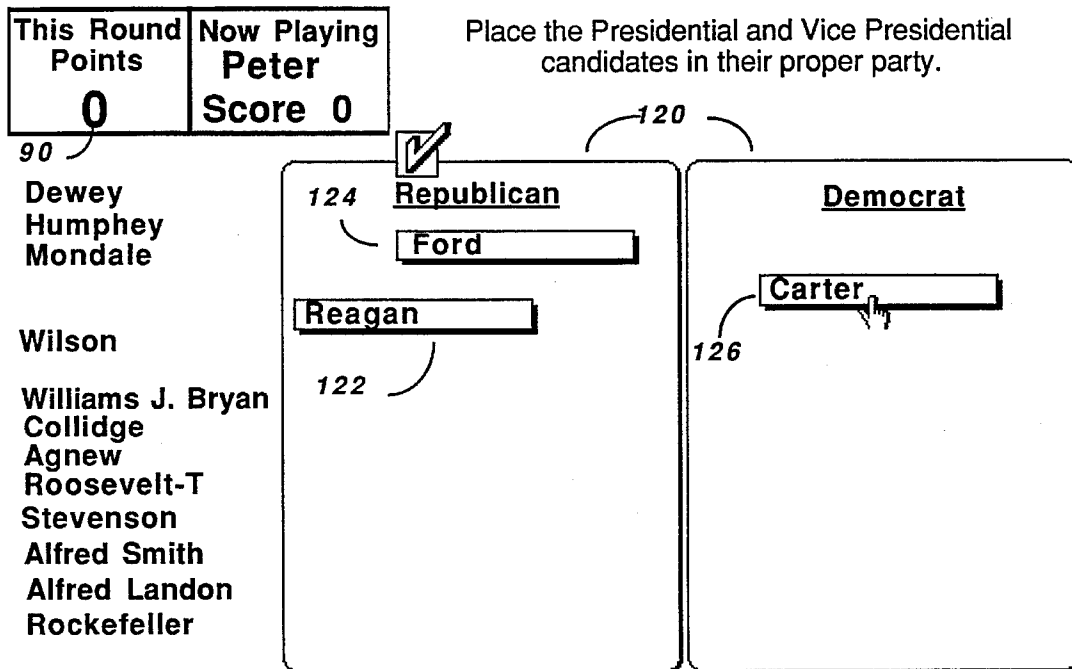 This Round Points
0
Now Playing
Peter
Score 0
Place the Presidential and Vice Presidential
candidates in their proper party.
90
120
Dewey
Humphey
Mondale
Wilson
Williams J. Bryan
Collidge
Agnew
Roosevelt-T
Stevenson
Alfred Smith
Alfred Landon
Rockefeller
124
Republican
Ford
Reagan
122
Democrat
Carter
126